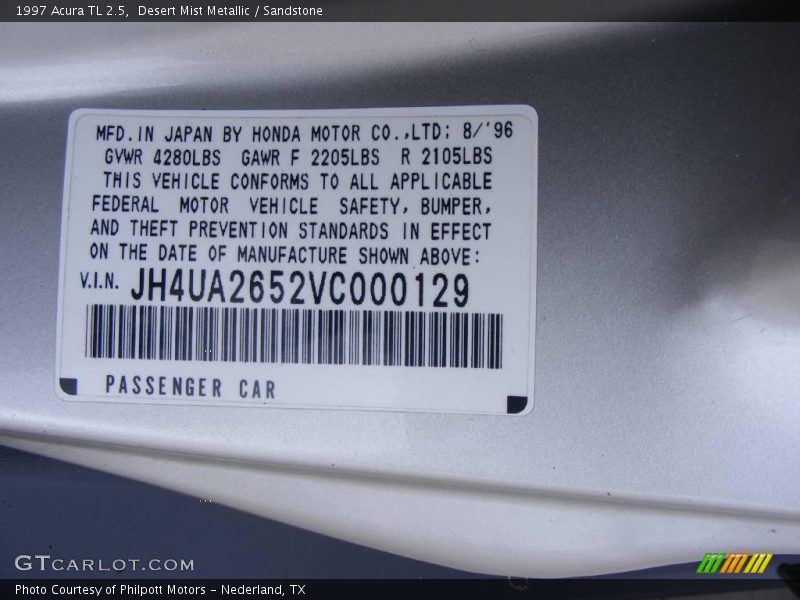 1997 Acura TL 2.5,  Desert Mist Metallic / Sandstone
MFD.IN JAPAN BY HONDA MOTOR CO.,LTD; 8/'96
GVWR 4280LBS GAWR F 2205LBS R 2105LBS
THIS VEHICLE CONFORMS TO ALL APPLICABLE
FEDERAL MOTOR VEHICLE SAFETY, BUMPER,
AND THEFT PREVENTION STANDARDS IN EFFECT
ON THE DATE OF MANUFACTURE SHOWN ABOVE:
V.I.N. JH4UA2652VC000129
PASSENGER CAR
GTCARLOT.COM
Photo Courtesy of Philpott Motors - Nederland, TX